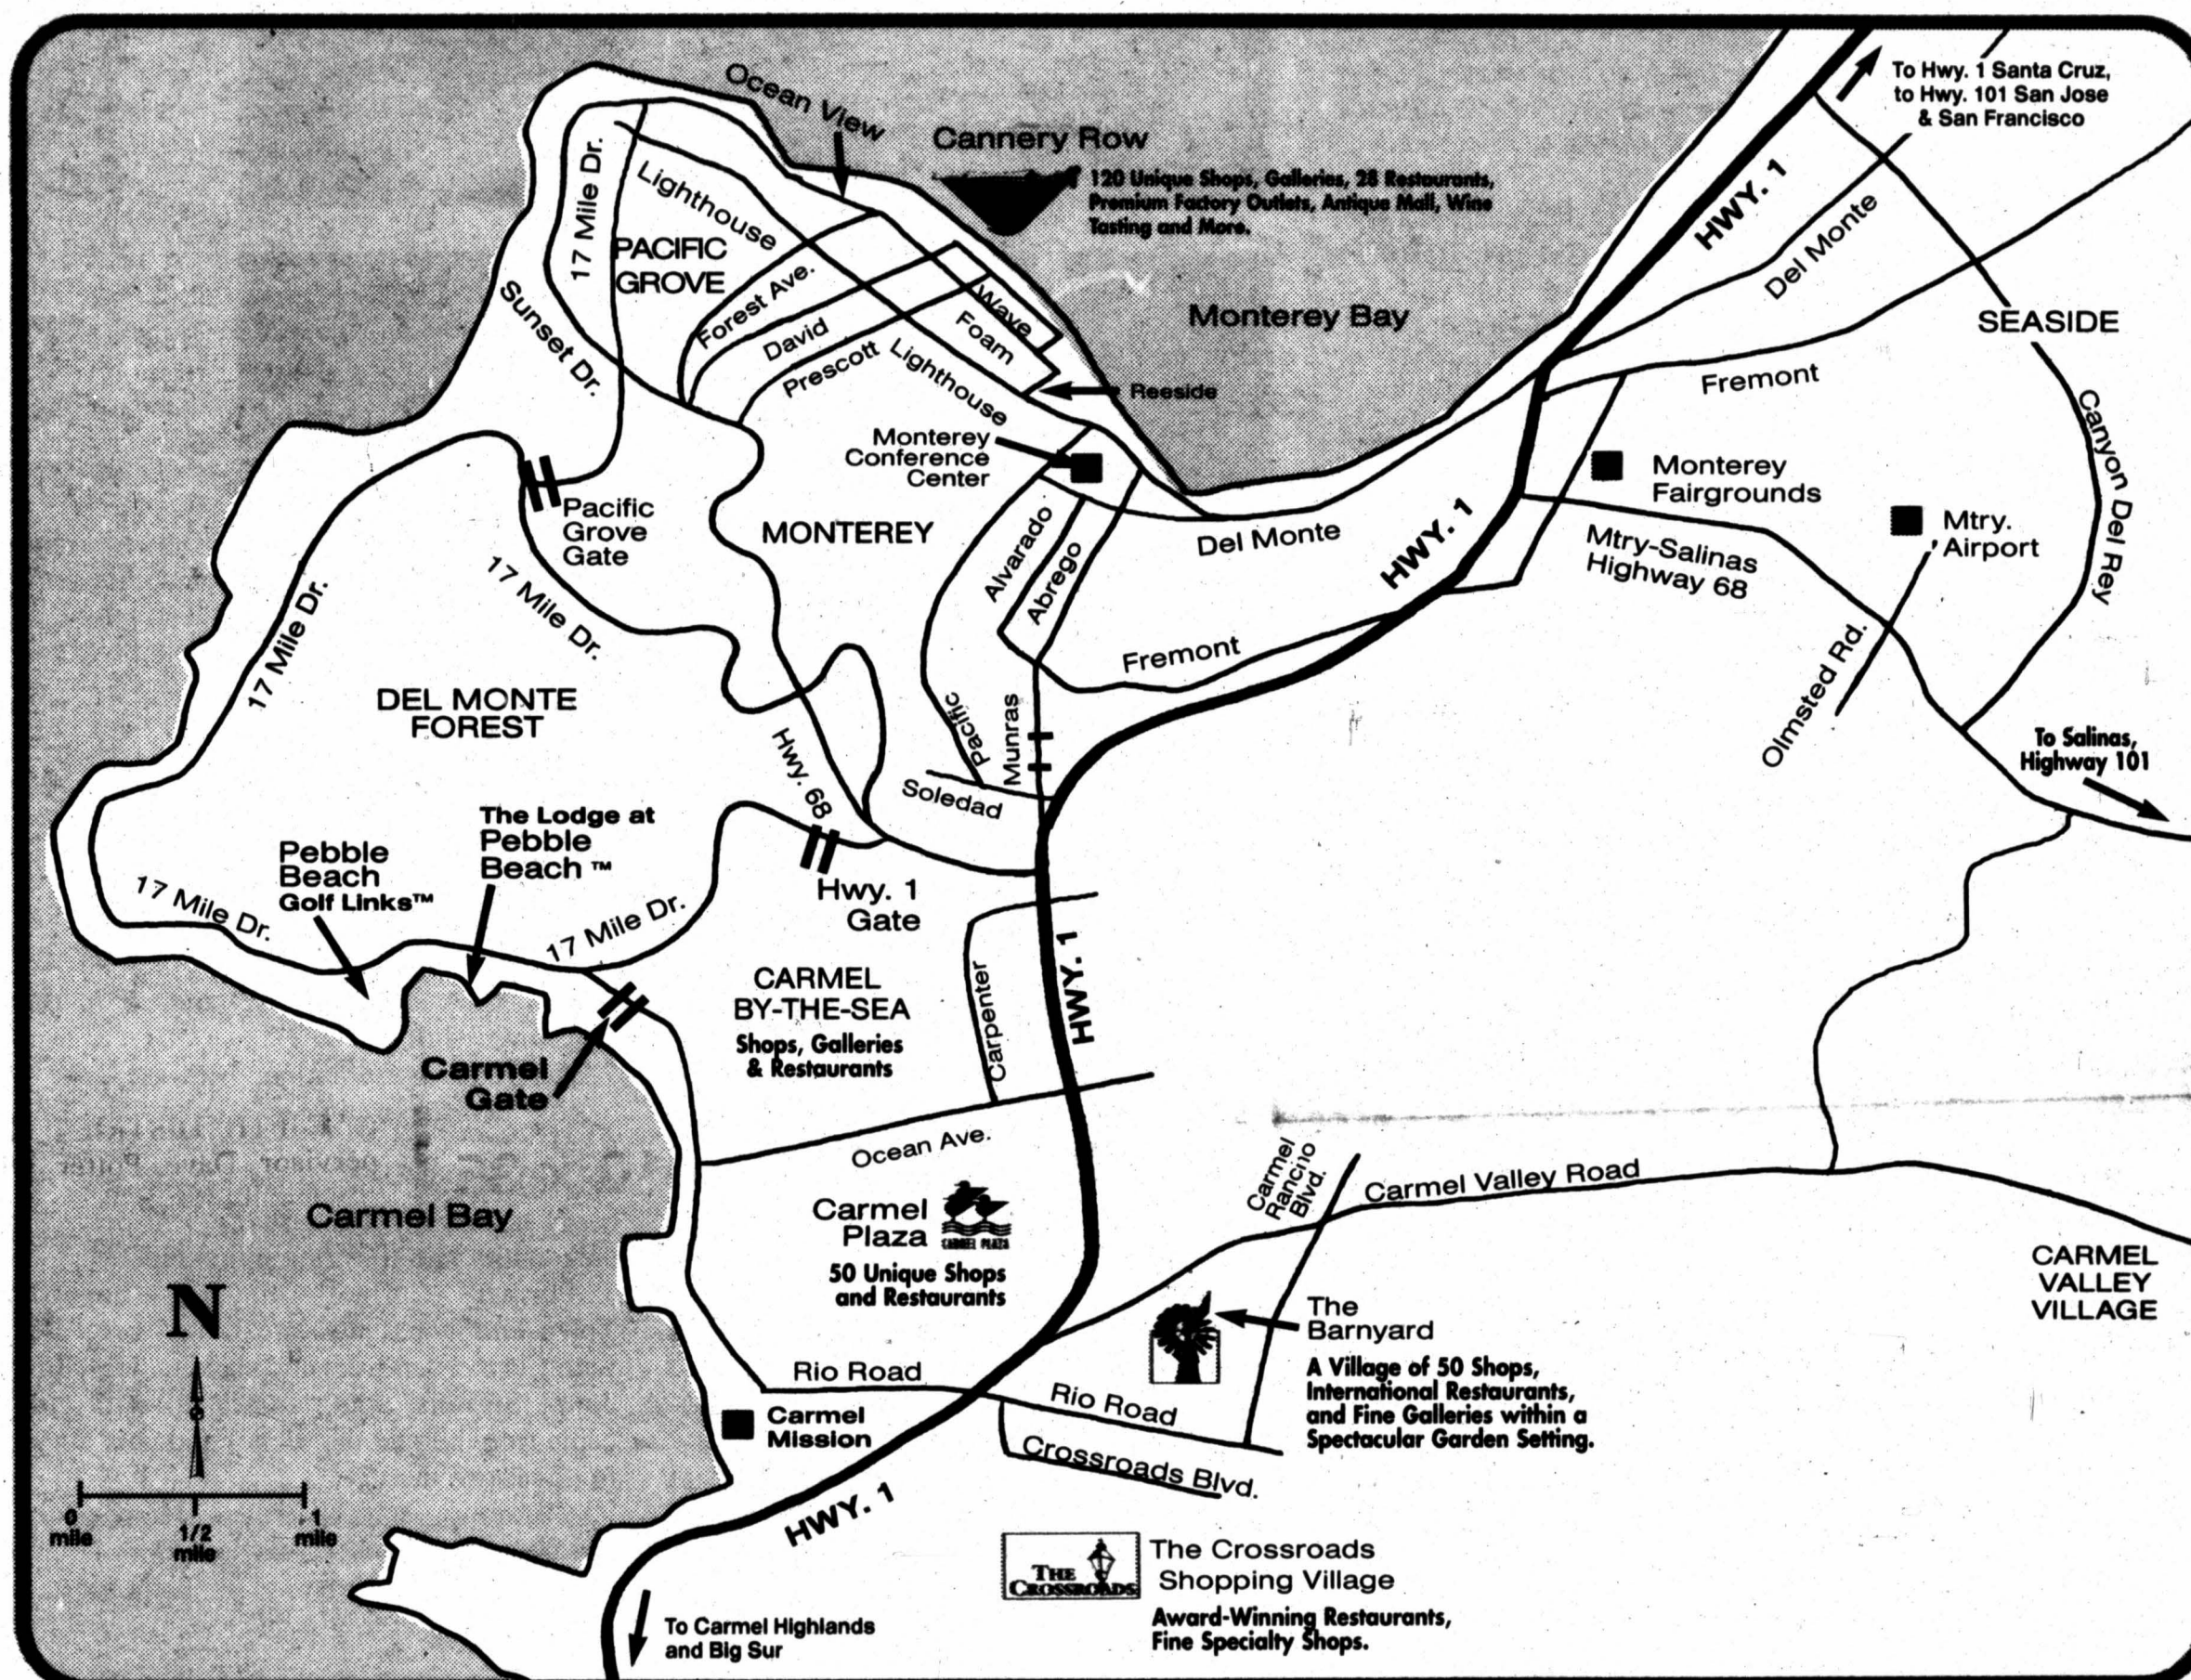 Ocean View
Cannery Row
120 Unique Shops, Galleries, 28 Restaurants,
Premium Factory Outlets, Antique Mall, Wine
Tasting and More.
To Hwy. 1 Santa Cruz,
to Hwy. 101 San Jose
& San Francisco
HWY. 1
Del Monte
17 Mile Dr.
Lighthouse
PACIFIC
GROVE
Forest Ave.
David
Prescott
Lighthouse
Wave
Foam
Reeside
Sunset Dr.
Monterey Bay
SEASIDE
Fremont
Canyon Del Rey
Monterey
Conference
Center
Monterey
Fairgrounds
Mtry.
Airport
Pacific
Grove
Gate
MONTEREY
Alvarado
Abrego
Del Monte
HWY. 1
Mtry-Salinas
Highway 68
17 Mile Dr.
17 Mile Dr.
Fremont
Olmsted Rd.
DEL MONTE
FOREST
Pacific
Munras
Hwy. 68
Soledad
To Salinas,
Highway 101
The Lodge at
Pebble
Beach ™
Pebble
Beach
Golf Links™
17 Mile Dr.
17 Mile Dr.
Hwy. 1
Gate
HWY. 1
CARMEL
BY-THE-SEA
Shops, Galleries
& Restaurants
Carpenter
Carmel
Gate
Ocean Ave.
Carmel
Rancho
Blvd.
Carmel Valley Road
Carmel Bay
Carmel
Plaza
CARMEL PLAZA
50 Unique Shops
and Restaurants
CARMEL
VALLEY
VILLAGE
N
The
Barnyard
A Village of 50 Shops,
International Restaurants,
and Fine Galleries within a
Spectacular Garden Setting.
Rio Road
Rio Road
Carmel
Mission
Crossroads Blvd.
0
mile
1/2
mile
1
mile
HWY. 1
THE
CROSSROADS
The Crossroads
Shopping Village
Award-Winning Restaurants,
Fine Specialty Shops.
To Carmel Highlands
and Big Sur